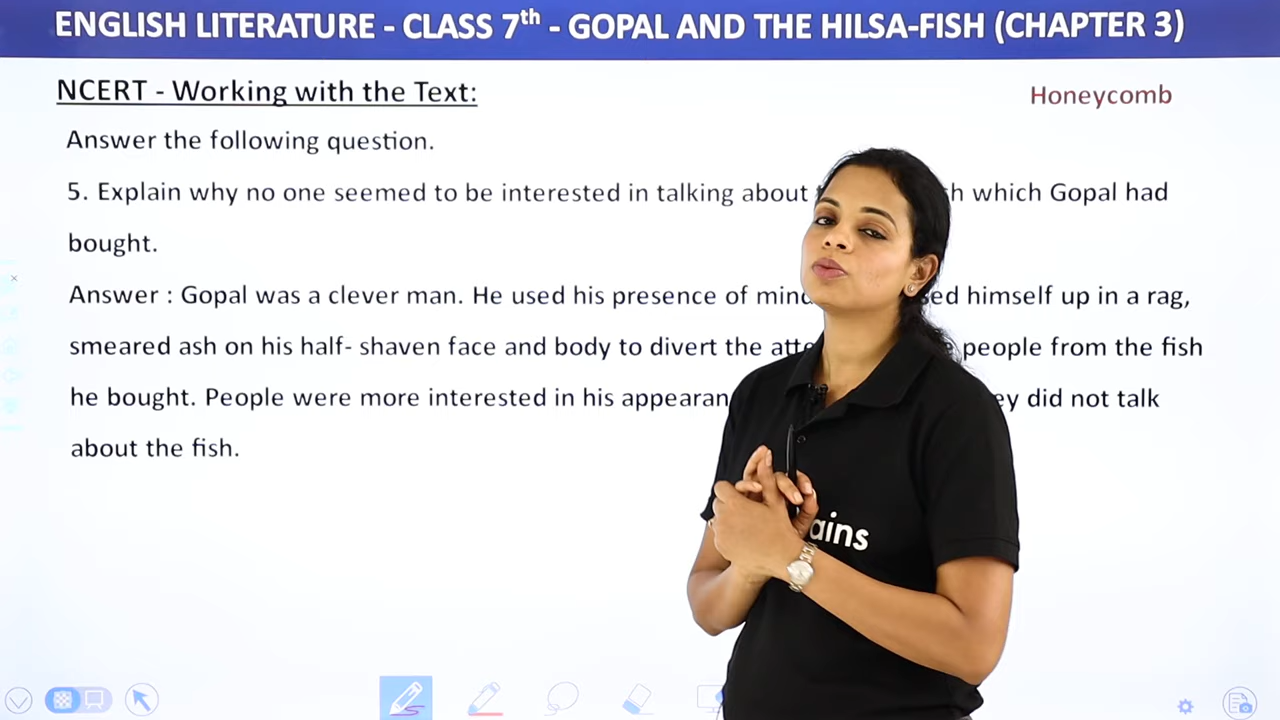 ENGLISH LITERATURE - CLASS 7th - GOPAL AND THE HILSA-FISH (CHAPTER 3)
NCERT - Working with the Text:
Honeycomb
Answer the following question.
5. Explain why no one seemed to be interested in talking about which Gopal had
bought.
Answer : Gopal was a clever man. He used his presence of mind himself up in a rag,
smeared ash on his half- shaven face and body to divert the people from the fish
he bought. People were more interested in his did not talk
about the fish.
ains